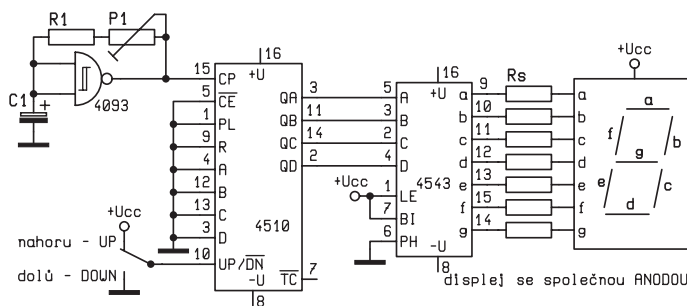 R1 P1
C1 +
4093
16
+U
15 CP
5 CE
1 PL
9 R
4 A
12 B
13 C
3 D
10 UP/DN
-U
8
TC 7
4510
QA 3
QB 11
QC 14
QD 2
+Ucc
nahoru - UP
dolů - DOWN
16
+U
5 A
3 B
2 C
4 D
+Ucc
1 LE
7 BI
6 PH
4543
-U
8
a 9
b 10
c 11
d 12
e 13
f 15
g 14
Rs
+Ucc
a
b
c
d
e
f
g
a
f b
g
e c
d
displej se společnou ANODOU